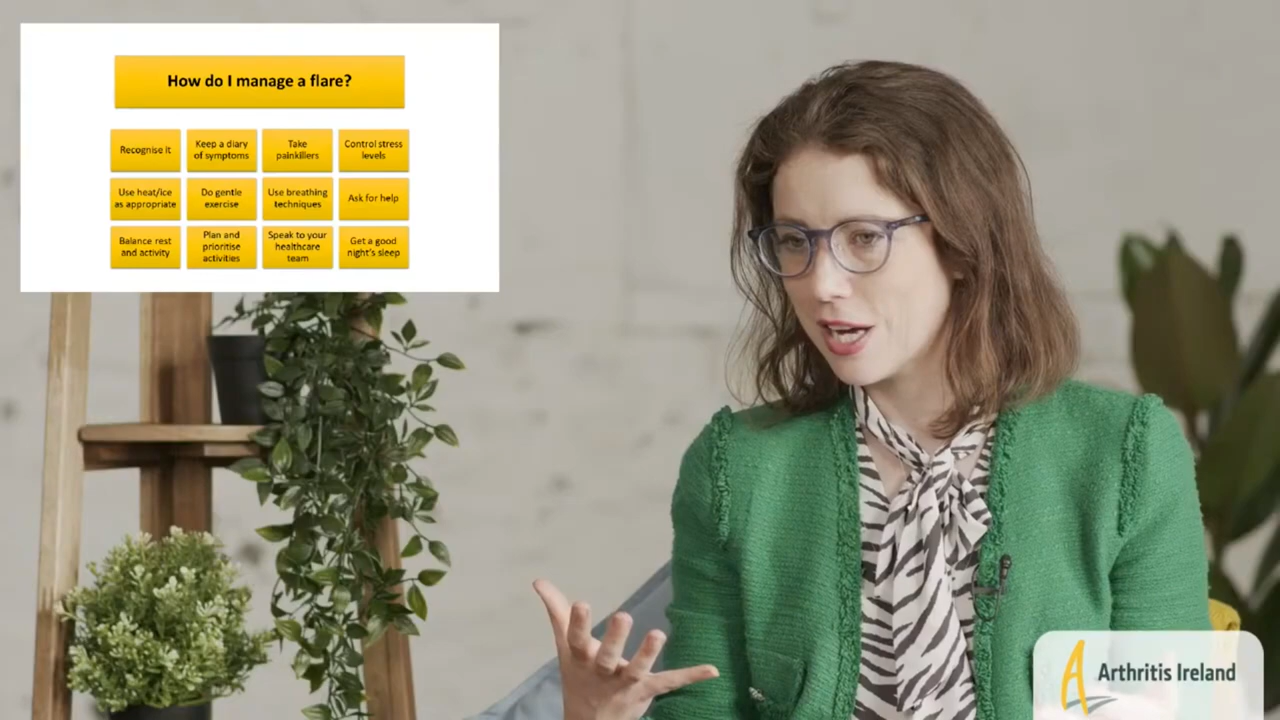 How do I manage a flare?
Recognise it
Keep a diary
of symptoms
Take
painkillers
Control stress
levels
Use heat/ice
as appropriate
Do gentle
exercise
Use breathing
techniques
Ask for help
Balance rest
and activity
Plan and
prioritise
activities
Speak to your
healthcare
team
Get a good
night's sleep
Arthritis Ireland